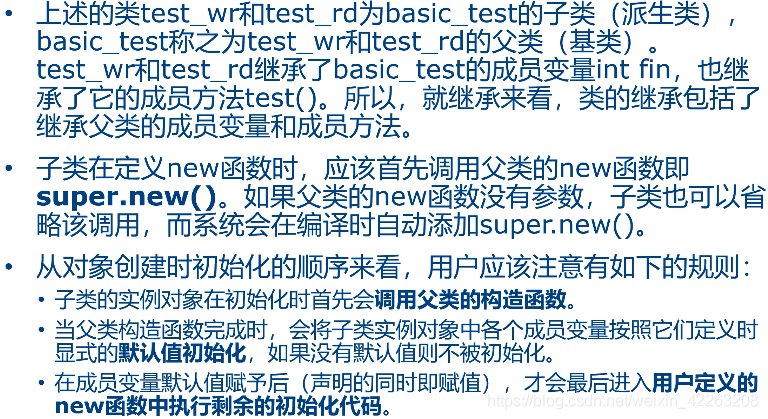 • 上述的类test_wr和test_rd为basic_test的子类（派生类），
basic_test称之为test_wr和test_rd的父类（基类）。
test_wr和test_rd继承了basic_test的成员变量int fin，也继
承了它的成员方法test()。所以，就继承来看，类的继承包括了
继承父类的成员变量和成员方法。
• 子类在定义new函数时，应该首先调用父类的new函数即
super.new()。如果父类的new函数没有参数，子类也可以省
略该调用，而系统会在编译时自动添加super.new()。
• 从对象创建时初始化的顺序来看，用户应该注意有如下的规则：
• 子类的实例对象在初始化时首先会调用父类的构造函数。
• 当父类构造函数完成时，会将子类实例对象中各个成员变量按照它们定义时
显式的默认值初始化，如果没有默认值则不被初始化。
• 在成员变量默认值赋予后（声明的同时即赋值），才会最后进入用户定义的
new函数中执行剩余的初始化代码。
https://blog.csdn.net/weixin_42263208